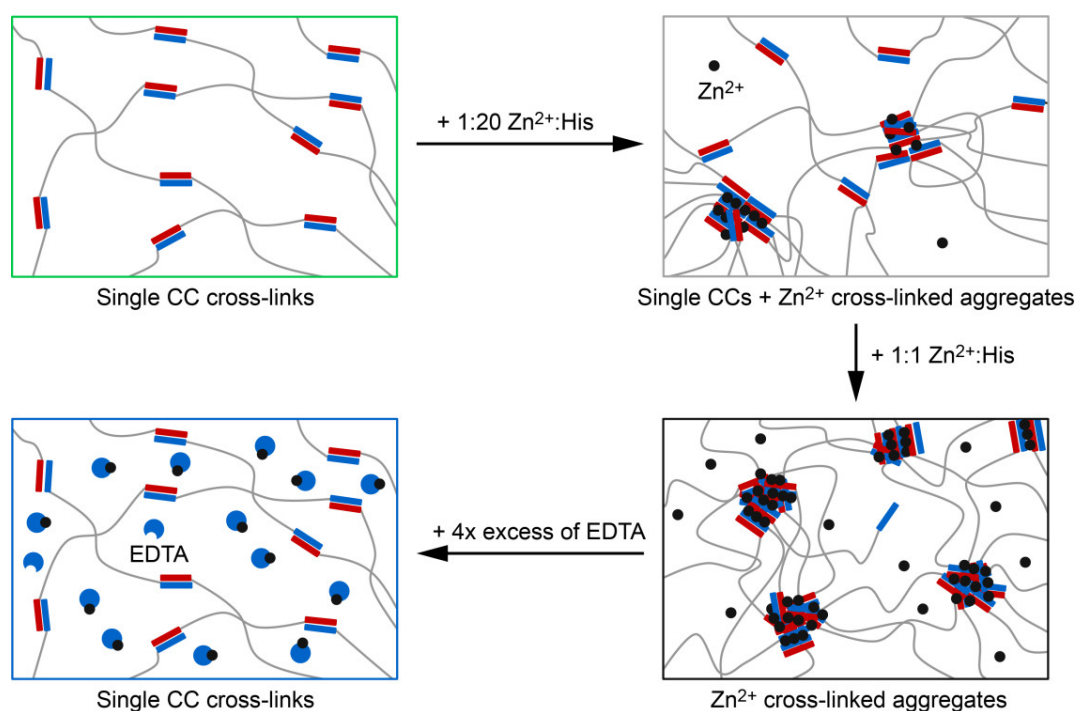 Zn²⁺
+ 1:20 Zn²⁺:His
Single CC cross-links
Single CCs + Zn²⁺ cross-linked aggregates
+ 1:1 Zn²⁺:His
EDTA
+ 4x excess of EDTA
Single CC cross-links
Zn²⁺ cross-linked aggregates